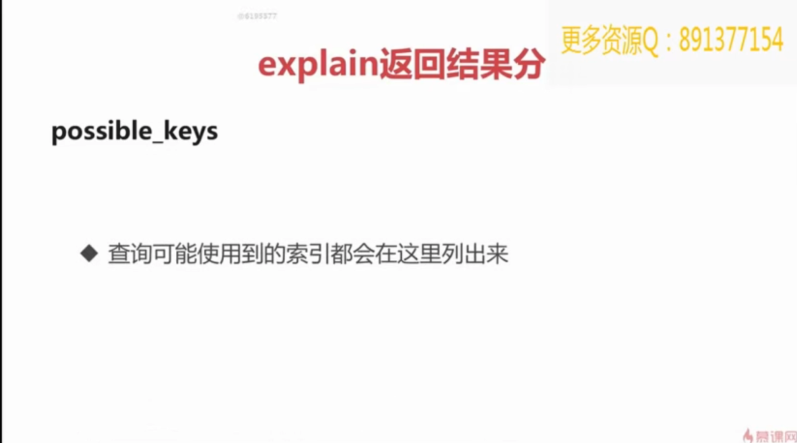 @8195577
explain返回结果分
更多资源Q：891377154
possible_keys
◆ 查询可能使用到的索引都会在这里列出来
慕课网